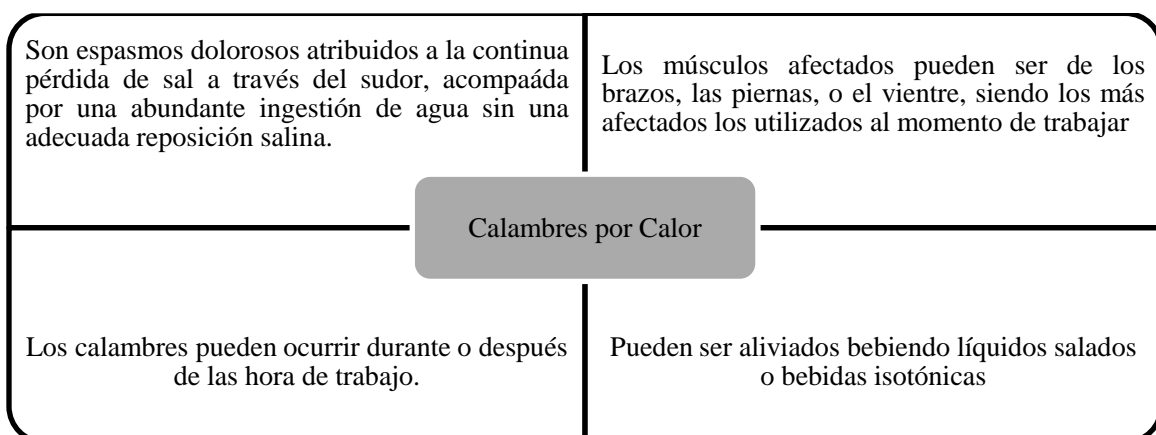 Son espasmos dolorosos atribuidos a la continua
pérdida de sal a través del sudor, acompaáda
por una abundante ingestión de agua sin una
adecuada reposición salina.
Los músculos afectados pueden ser de los
brazos, las piernas, o el vientre, siendo los más
afectados los utilizados al momento de trabajar
Calambres por Calor
Los calambres pueden ocurrir durante o después
de las hora de trabajo.
Pueden ser aliviados bebiendo líquidos salados
o bebidas isotónicas